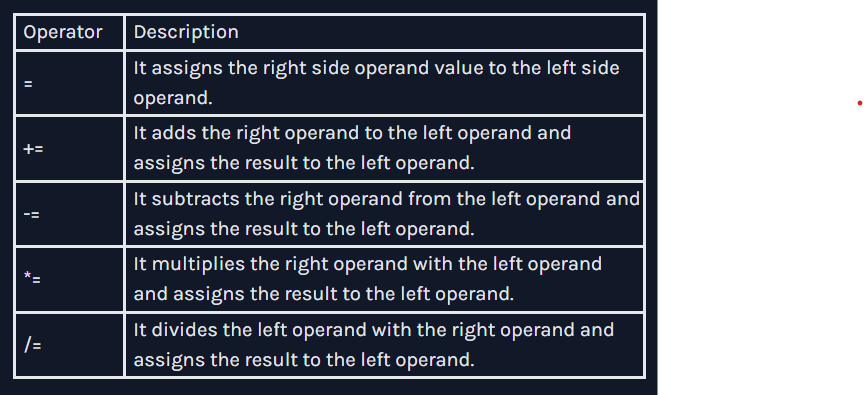 Operator Description
= It assigns the right side operand value to the left side
operand.
+= It adds the right operand to the left operand and
assigns the result to the left operand.
-= It subtracts the right operand from the left operand and
assigns the result to the left operand.
*= It multiplies the right operand with the left operand
and assigns the result to the left operand.
/= It divides the left operand with the right operand and
assigns the result to the left operand.